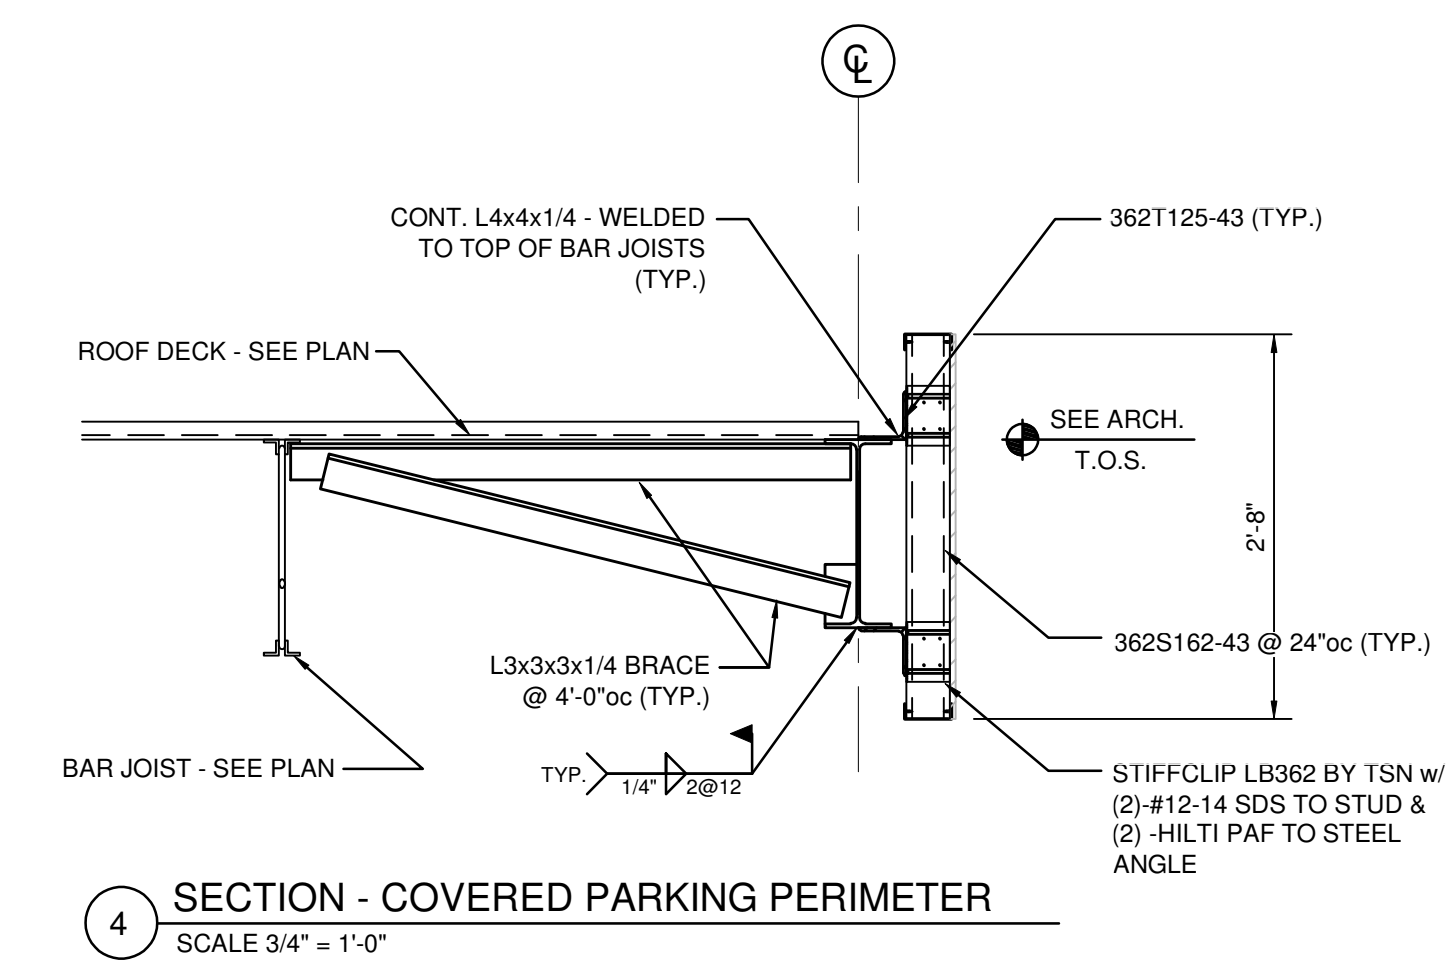 ℄
CONT. L4x4x1/4 - WELDED
TO TOP OF BAR JOISTS
(TYP.)
362T125-43 (TYP.)
ROOF DECK - SEE PLAN
SEE ARCH.
T.O.S.
2'-8"
L3x3x3x1/4 BRACE
@ 4'-0"oc (TYP.)
362S162-43 @ 24"oc (TYP.)
BAR JOIST - SEE PLAN
TYP.
1/4"
2@12
STIFFCLIP LB362 BY TSN w/
(2)-#12-14 SDS TO STUD &
(2) -HILTI PAF TO STEEL
ANGLE
4
SECTION - COVERED PARKING PERIMETER
SCALE 3/4" = 1'-0"